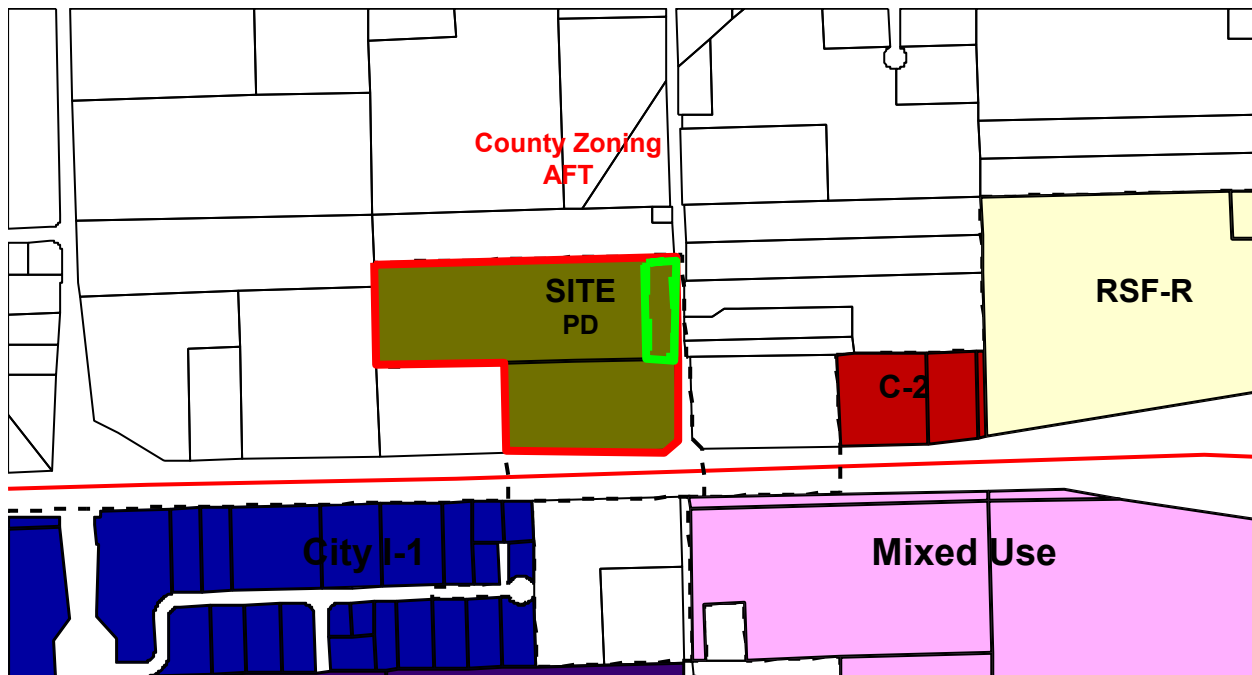 County Zoning
AFT
SITE
PD
RSF-R
C-2
City I-1
Mixed Use